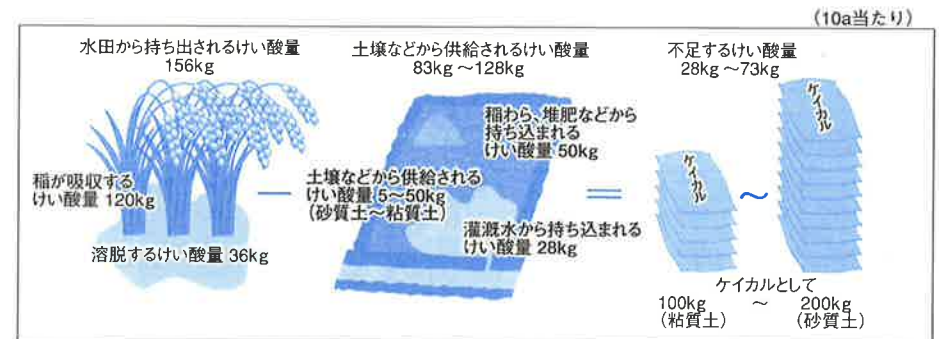 (10a当たり)
水田から持ち出されるけい酸量
156kg
土壌などから供給されるけい酸量
83kg～128kg
不足するけい酸量
28kg～73kg
稲が吸収する
けい酸量 120kg
溶脱するけい酸量 36kg
－
稲わら、堆肥などから
持ち込まれる
けい酸量 50kg
土壌などから供給される
けい酸量 5～50kg
(砂質土～粘質土)
灌漑水から持ち込まれる
けい酸量 28kg
＝
ケイカル
～
ケイカル
ケイカルとして
100kg ～ 200kg
(粘質土) (砂質土)